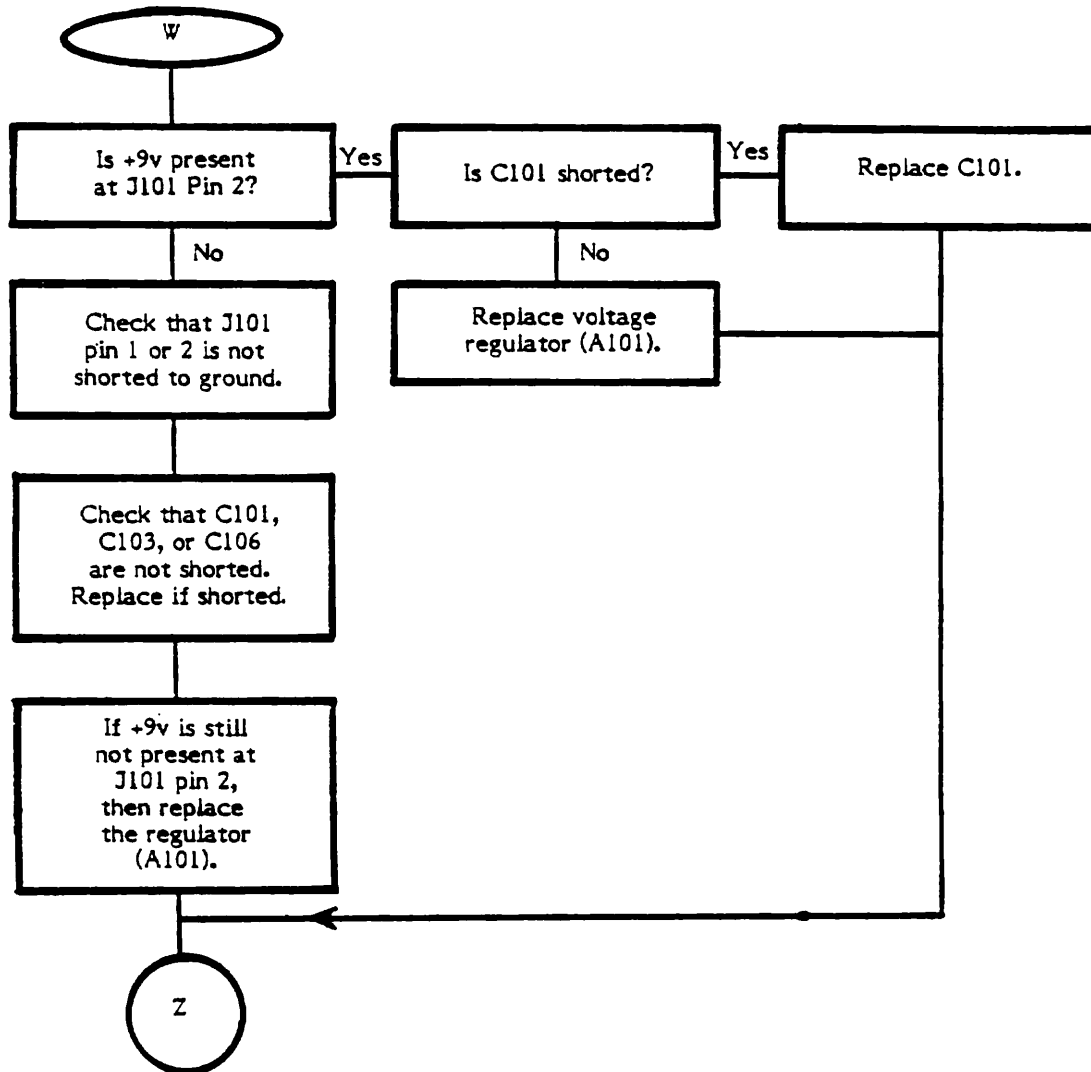 W
Is +9v present
at J101 Pin 2?
Yes
Is C101 shorted?
Yes
Replace C101.
No
No
Check that J101
pin 1 or 2 is not
shorted to ground.
Replace voltage
regulator (A101).
Check that C101,
C103, or C106
are not shorted.
Replace if shorted.
If +9v is still
not present at
J101 pin 2,
then replace
the regulator
(A101).
Z